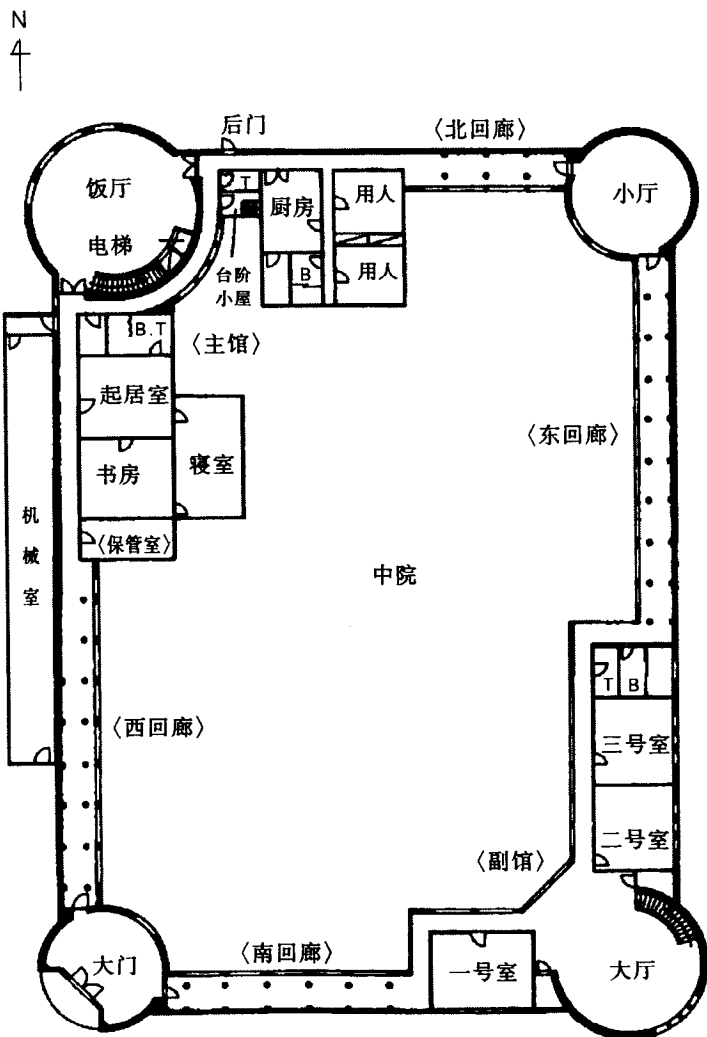 N
后门
〈北回廊〉
饭厅
T
厨房
用人
小厅
电梯
台阶
小屋
B
用人
B.T
〈主馆〉
起居室
〈东回廊〉
书房
寝室
机
械
室
〈保管室〉
中院
T
B
〈西回廊〉
三号室
二号室
〈副馆〉
大门
〈南回廊〉
一号室
大厅